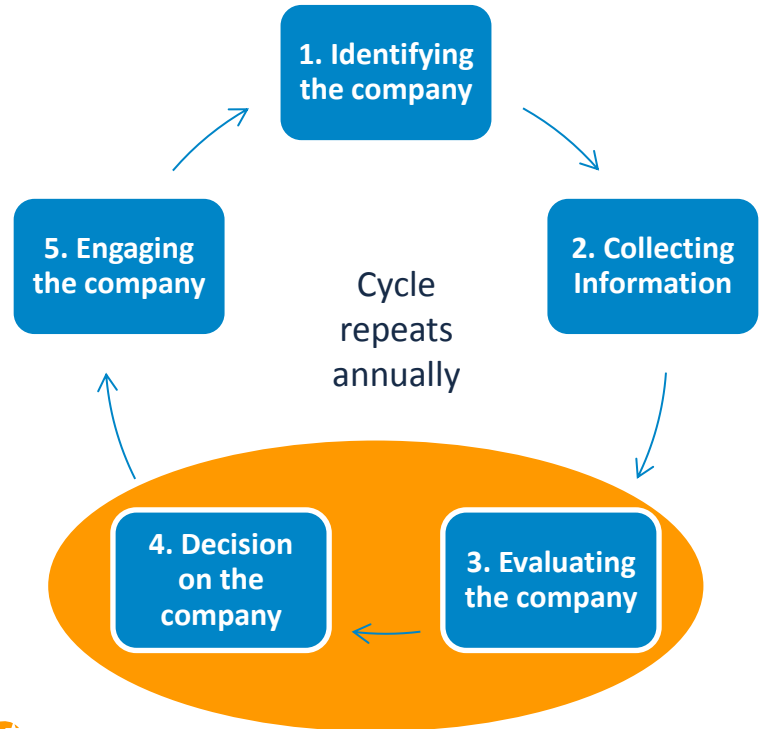 1. Identifying
the company
2. Collecting
Information
3. Evaluating
the company
4. Decision
on the
company
5. Engaging
the company
Cycle
repeats
annually